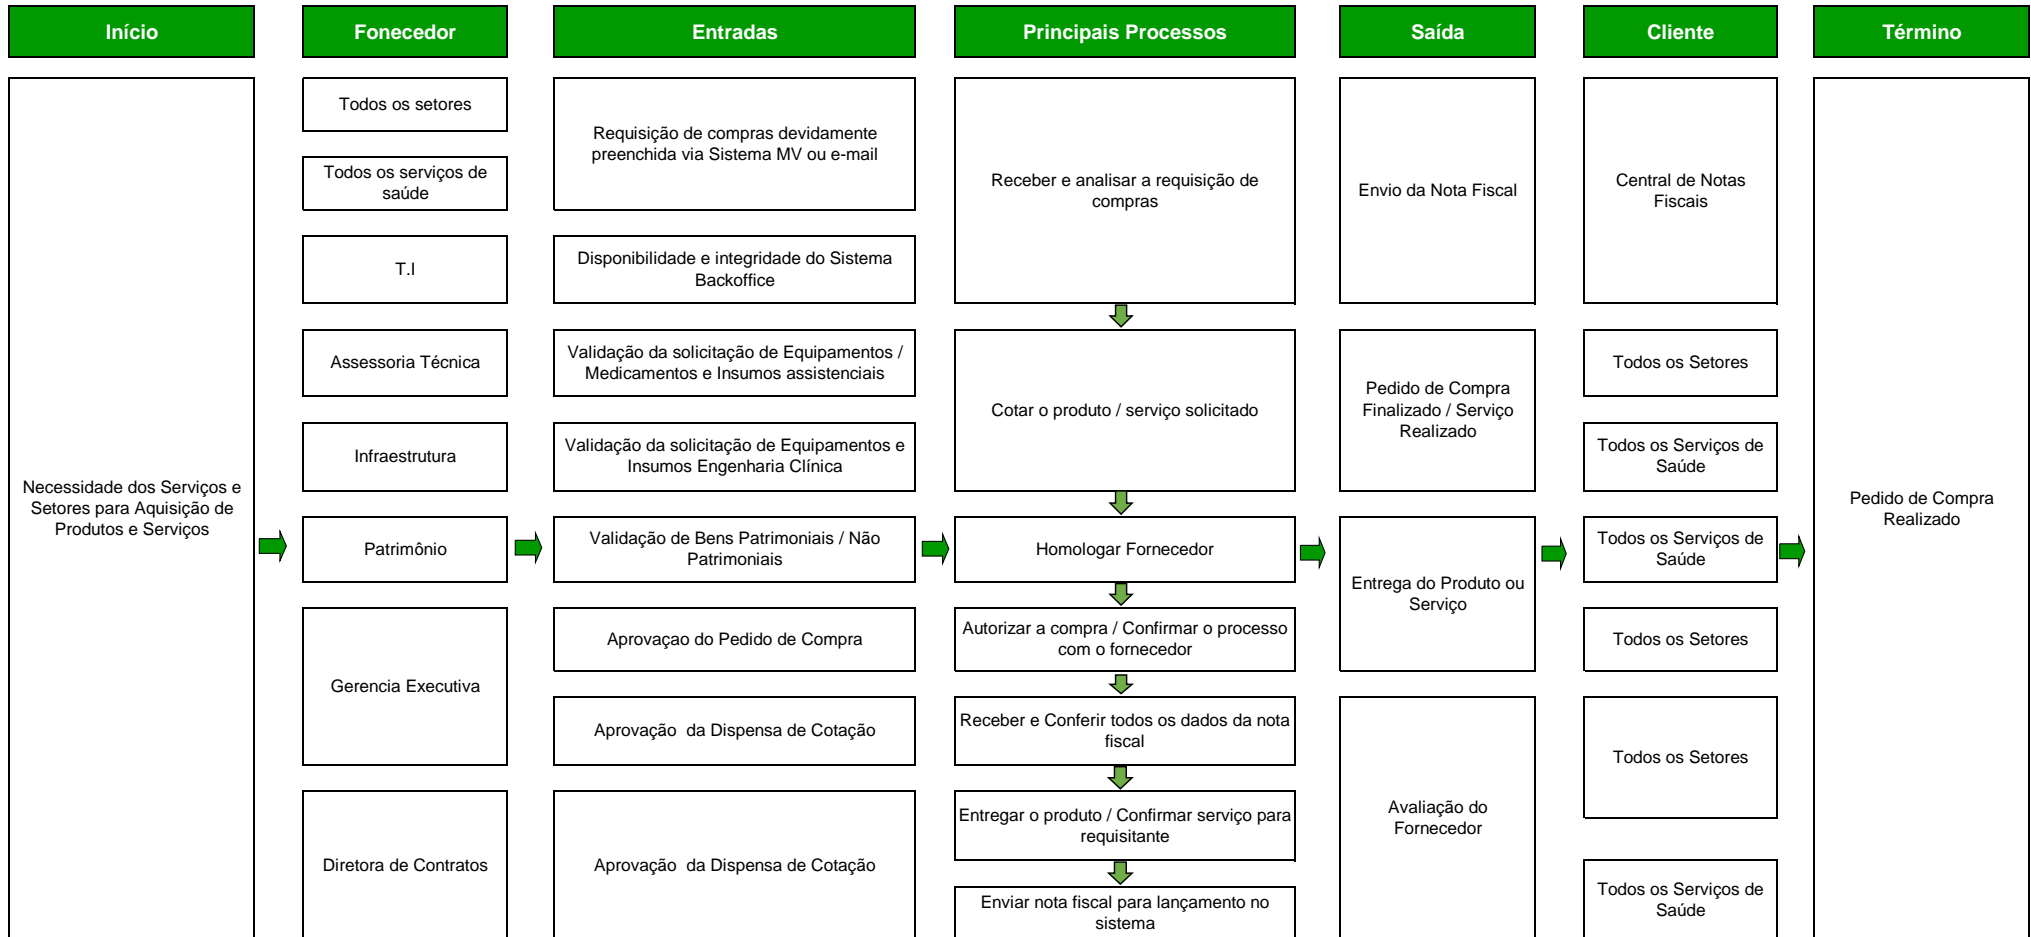 Início
Fonecedor
Entradas
Principais Processos
Saída
Cliente
Término
Necessidade dos Serviços e
Setores para Aquisição de
Produtos e Serviços
Todos os setores
Todos os serviços de
saúde
T.I
Assessoria Técnica
Infraestrutura
Patrimônio
Gerencia Executiva
Diretora de Contratos
Requisição de compras devidamente
preenchida via Sistema MV ou e-mail
Disponibilidade e integridade do Sistema
Backoffice
Validação da solicitação de Equipamentos /
Medicamentos e Insumos assistenciais
Validação da solicitação de Equipamentos e
Insumos Engenharia Clínica
Validação de Bens Patrimoniais / Não
Patrimoniais
Aprovaçao do Pedido de Compra
Aprovação  da Dispensa de Cotação
Aprovação  da Dispensa de Cotação
Receber e analisar a requisição de
compras
Cotar o produto / serviço solicitado
Homologar Fornecedor
Autorizar a compra / Confirmar o processo
com o fornecedor
Receber e Conferir todos os dados da nota
fiscal
Entregar o produto / Confirmar serviço para
requisitante
Enviar nota fiscal para lançamento no
sistema
Envio da Nota Fiscal
Pedido de Compra
Finalizado / Serviço
Realizado
Entrega do Produto ou
Serviço
Avaliação do
Fornecedor
Central de Notas
Fiscais
Todos os Setores
Todos os Serviços de
Saúde
Todos os Serviços de
Saúde
Todos os Setores
Todos os Setores
Todos os Serviços de
Saúde
Pedido de Compra
Realizado